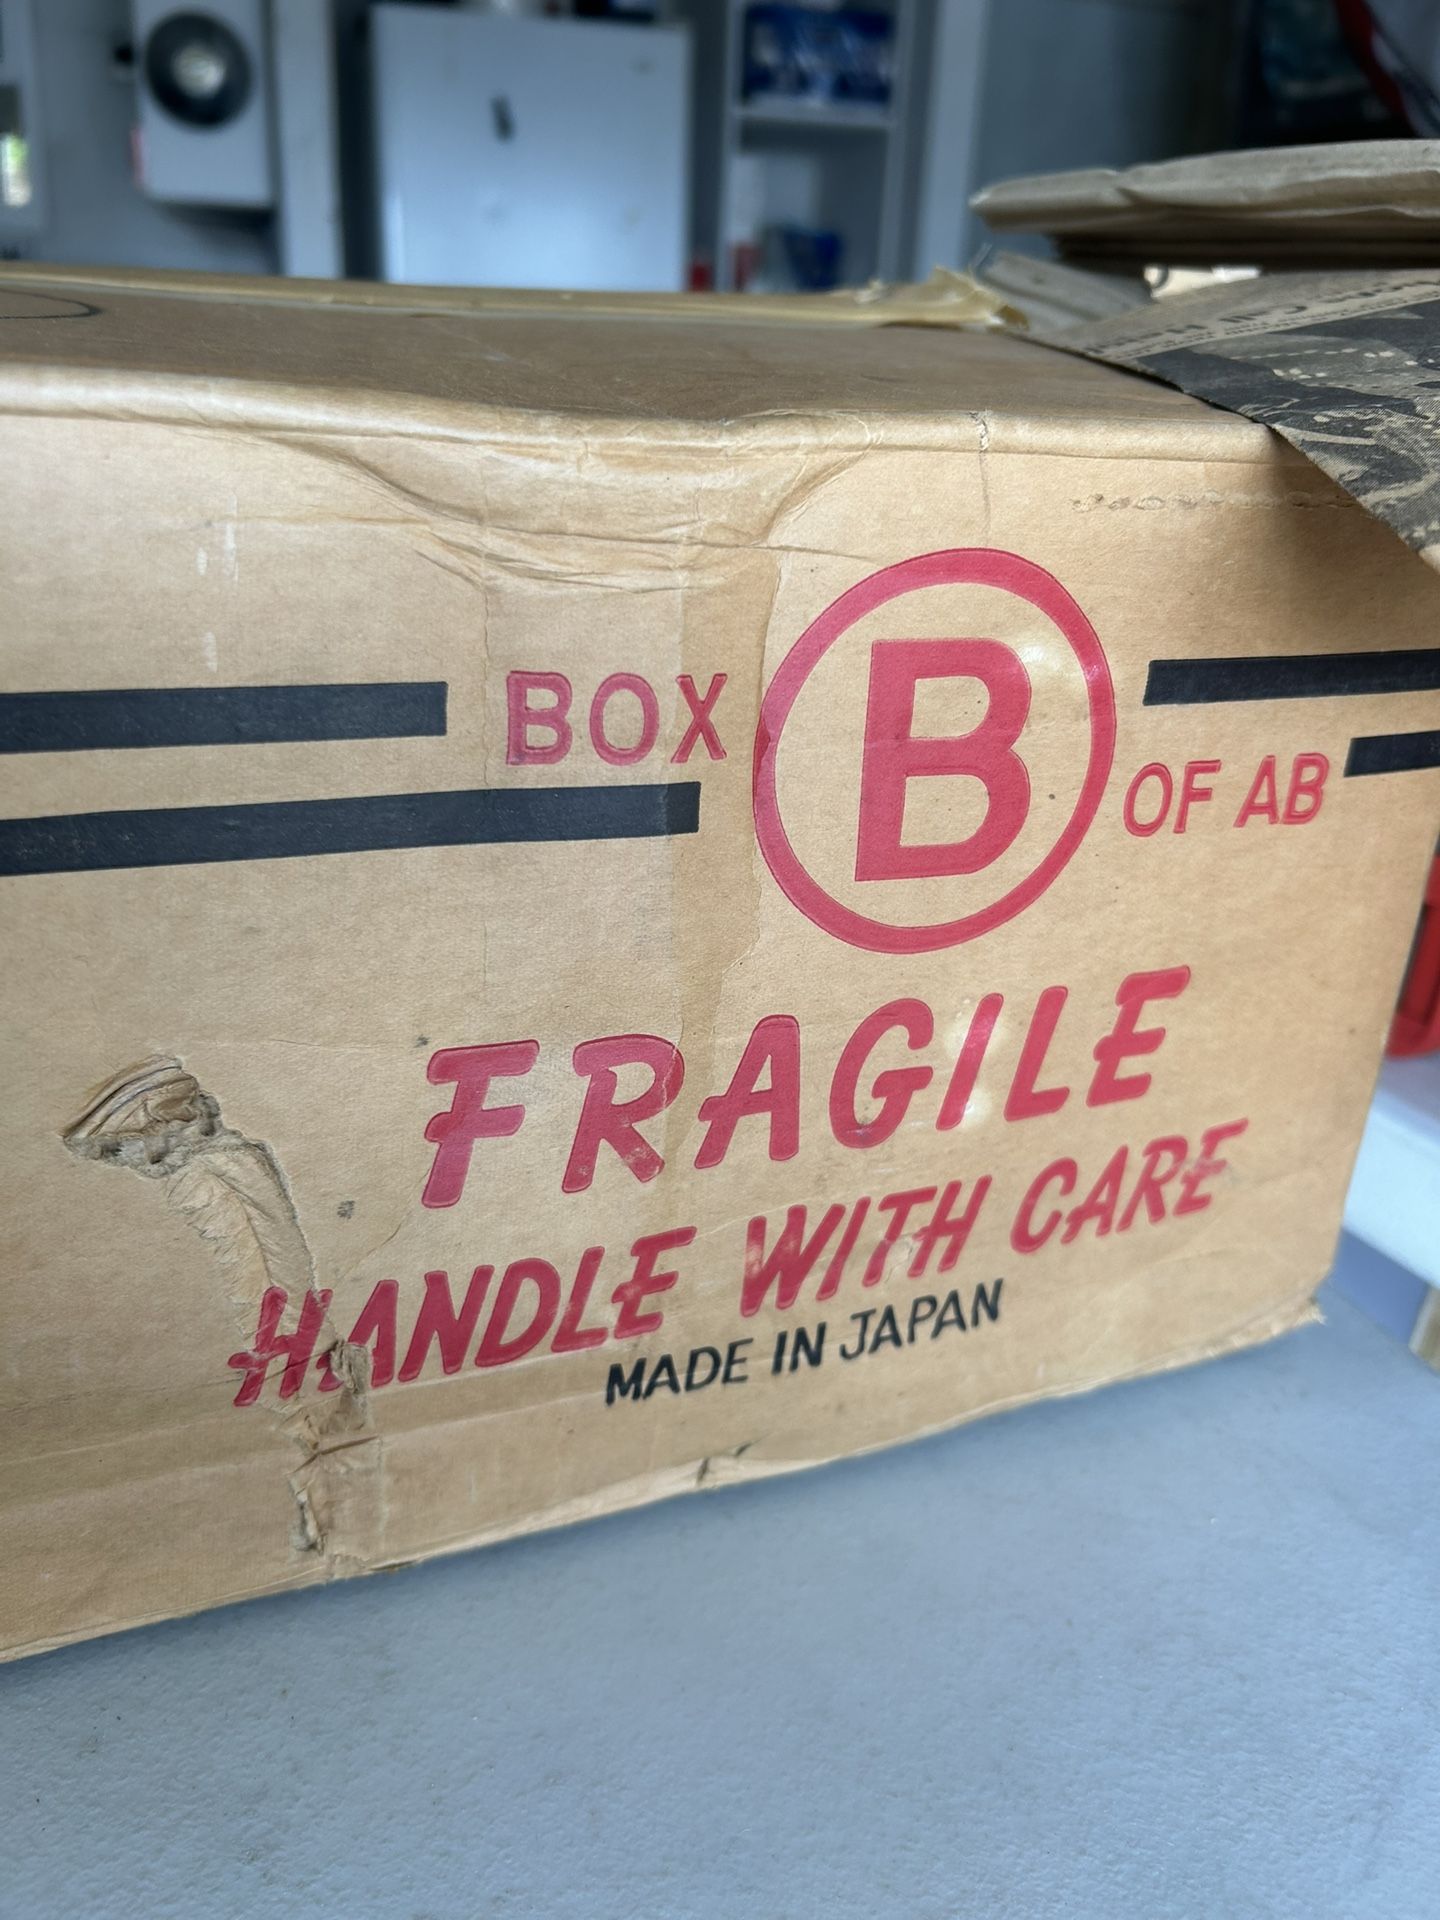 BOX B OF AB
FRAGILE
HANDLE WITH CARE
MADE IN JAPAN